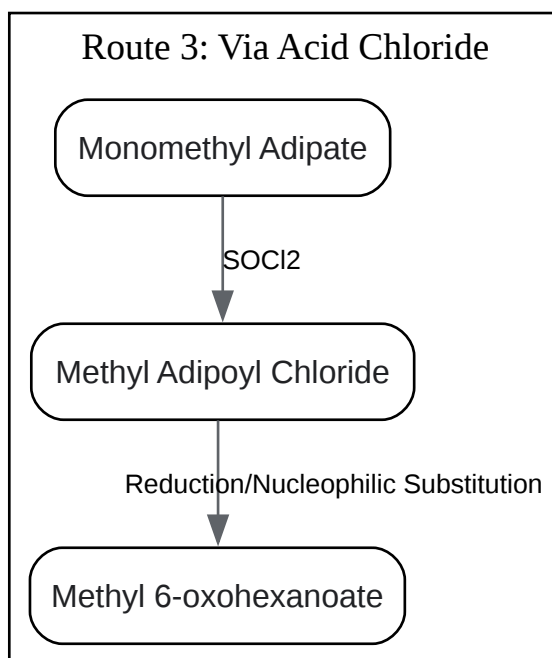 Route 3: Via Acid Chloride
Monomethyl Adipate
SOCl2
Methyl Adipoyl Chloride
Reduction/Nucleophilic Substitution
Methyl 6-oxohexanoate